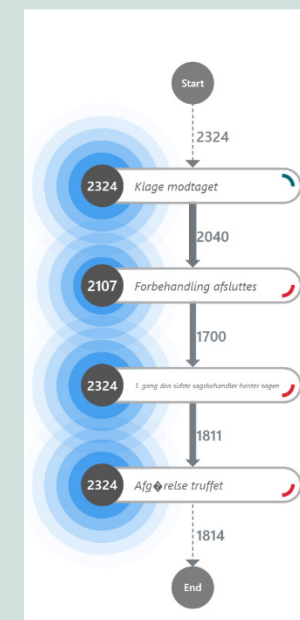 Start
2324
2324 Klage modtaget
2040
2107 Forbehandling afsluttes
1700
2324 1. gang den sidste sagsbehandler henter sagen
1811
2324 Afg�relse truffet
1814
End